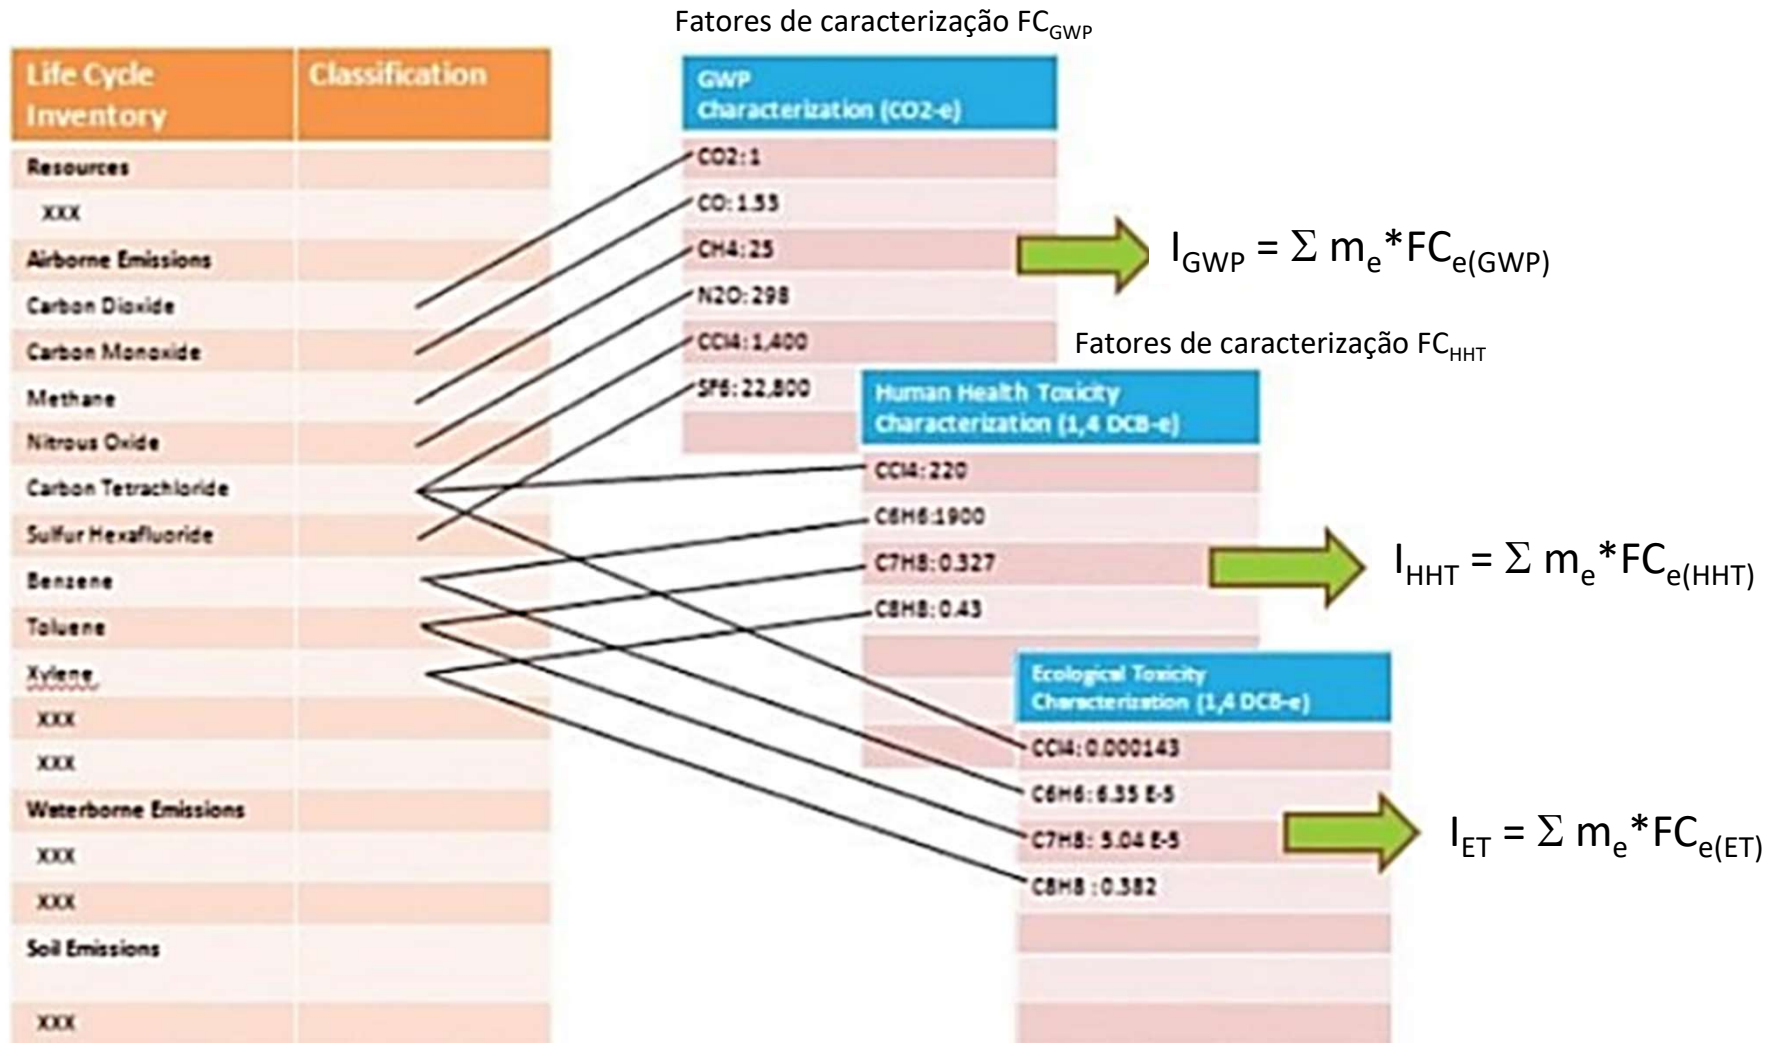 Fatores de caracterização FC_GWP
Life Cycle
Inventory
Classification
Resources
XXX
Airborne Emissions
Carbon Dioxide
Carbon Monoxide
Methane
Nitrous Oxide
Carbon Tetrachloride
Sulfur Hexafluoride
Benzene
Toluene
Xylene
XXX
XXX
Waterborne Emissions
XXX
XXX
Soil Emissions
XXX
GWP
Characterization (CO2-e)
CO2: 1
CO: 1.53
CH4: 25
N2O: 298
CCl4: 1,400
SF6: 22,800
I_GWP = Σ m_e*FC_e(GWP)
Fatores de caracterização FC_HHT
Human Health Toxicity
Characterization (1,4 DCB-e)
CCl4: 220
C6H6:1900
C7H8: 0.327
C8H8: 0.43
I_HHT = Σ m_e*FC_e(HHT)
Ecological Toxicity
Characterization (1,4 DCB-e)
CCl4: 0.000143
C6H6: 6.35 E-5
C7H8: 5.04 E-5
C8H8 : 0.382
I_ET = Σ m_e*FC_e(ET)